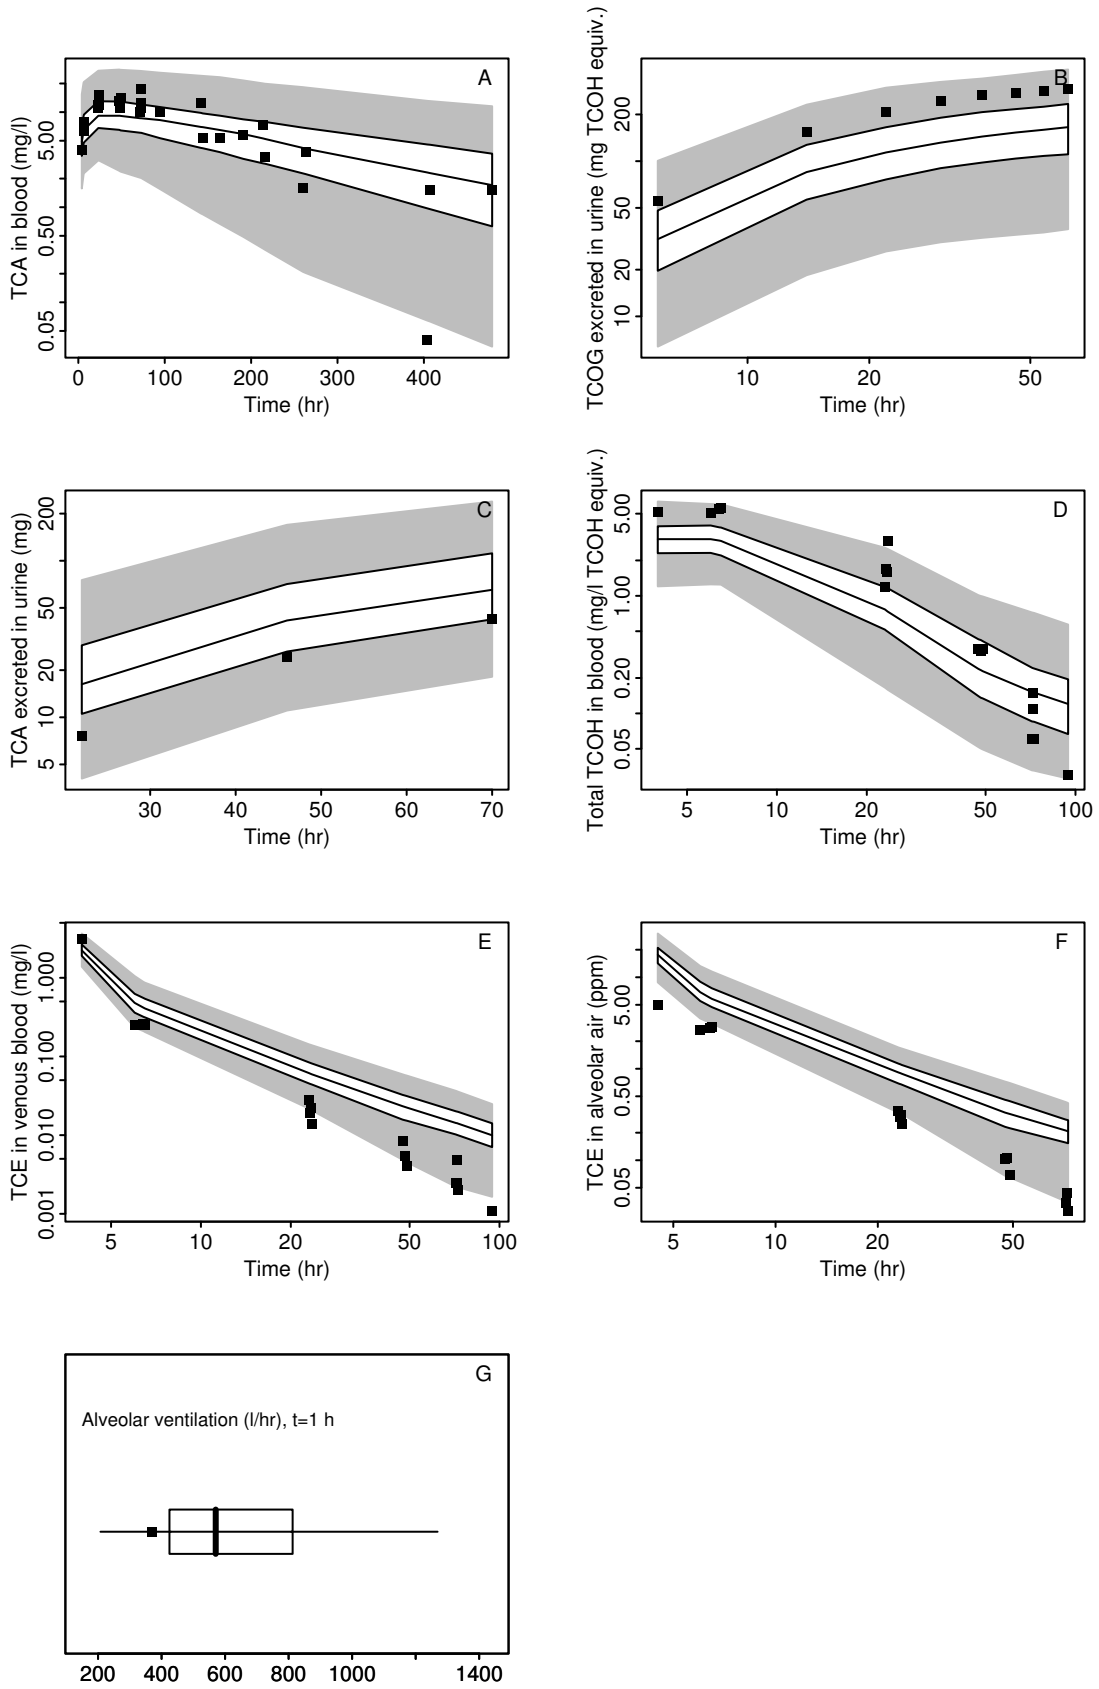 A
TCA in blood (mg/l)
5.00
0.50
0.05
0 100 200 300 400
Time (hr)
B
TCOG excreted in urine (mg TCOH equiv.)
200
50
20
10
10 20 50
Time (hr)
C
TCA excreted in urine (mg)
200
50
20
10
5
30 40 50 60 70
Time (hr)
D
Total TCOH in blood (mg/l TCOH equiv.)
5.00
1.00
0.20
0.05
5 10 20 50 100
Time (hr)
E
TCE in venous blood (mg/l)
1.000
0.100
0.010
0.001
5 10 20 50 100
Time (hr)
F
TCE in alveolar air (ppm)
5.00
0.50
0.05
5 10 20 50
Time (hr)
G
Alveolar ventilation (l/hr), t=1 h
200 400 600 800 1000 1400